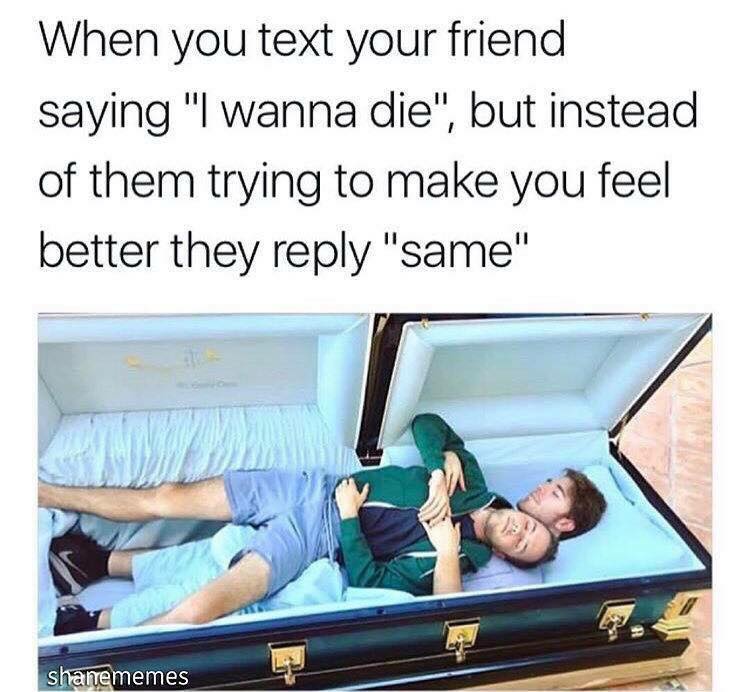 When you text your friend
saying "I wanna die", but instead
of them trying to make you feel
better they reply "same"
shanememes